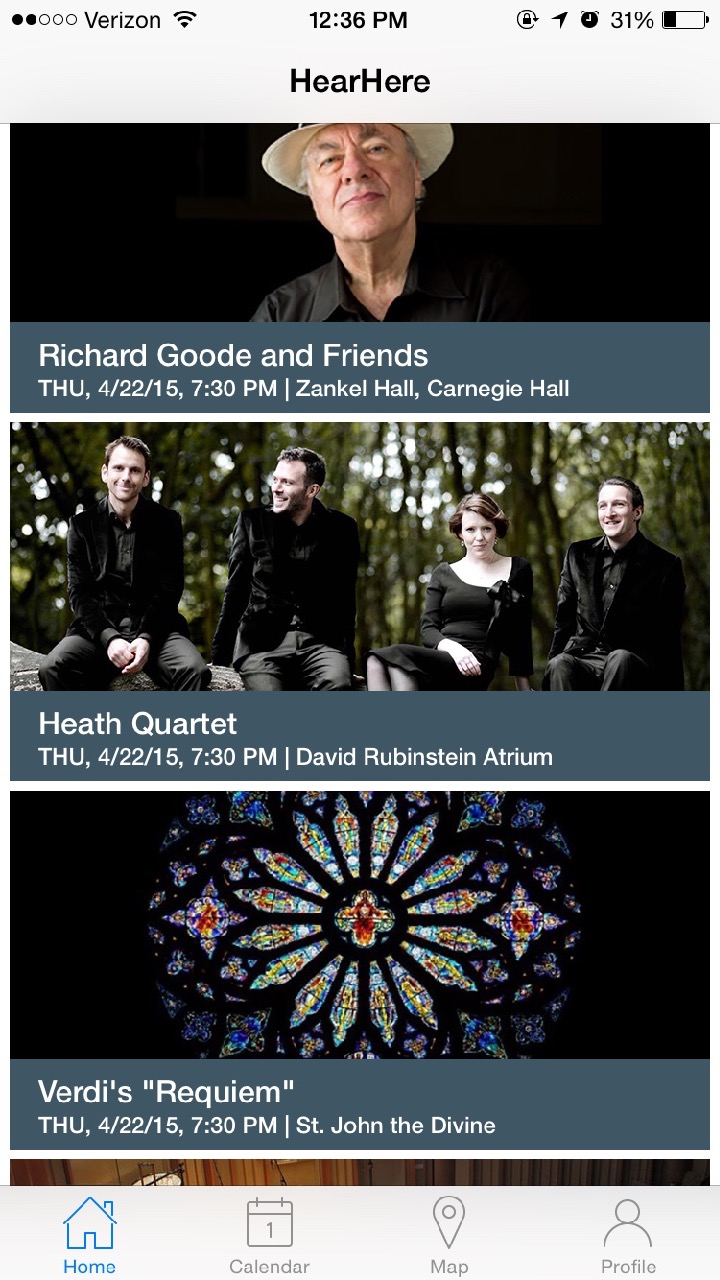 Verizon 12:36 PM 31%
HearHere
Richard Goode and Friends
THU, 4/22/15, 7:30 PM | Zankel Hall, Carnegie Hall
Heath Quartet
THU, 4/22/15, 7:30 PM | David Rubinstein Atrium
Verdi's "Requiem"
THU, 4/22/15, 7:30 PM | St. John the Divine
1
Home Calendar Map Profile